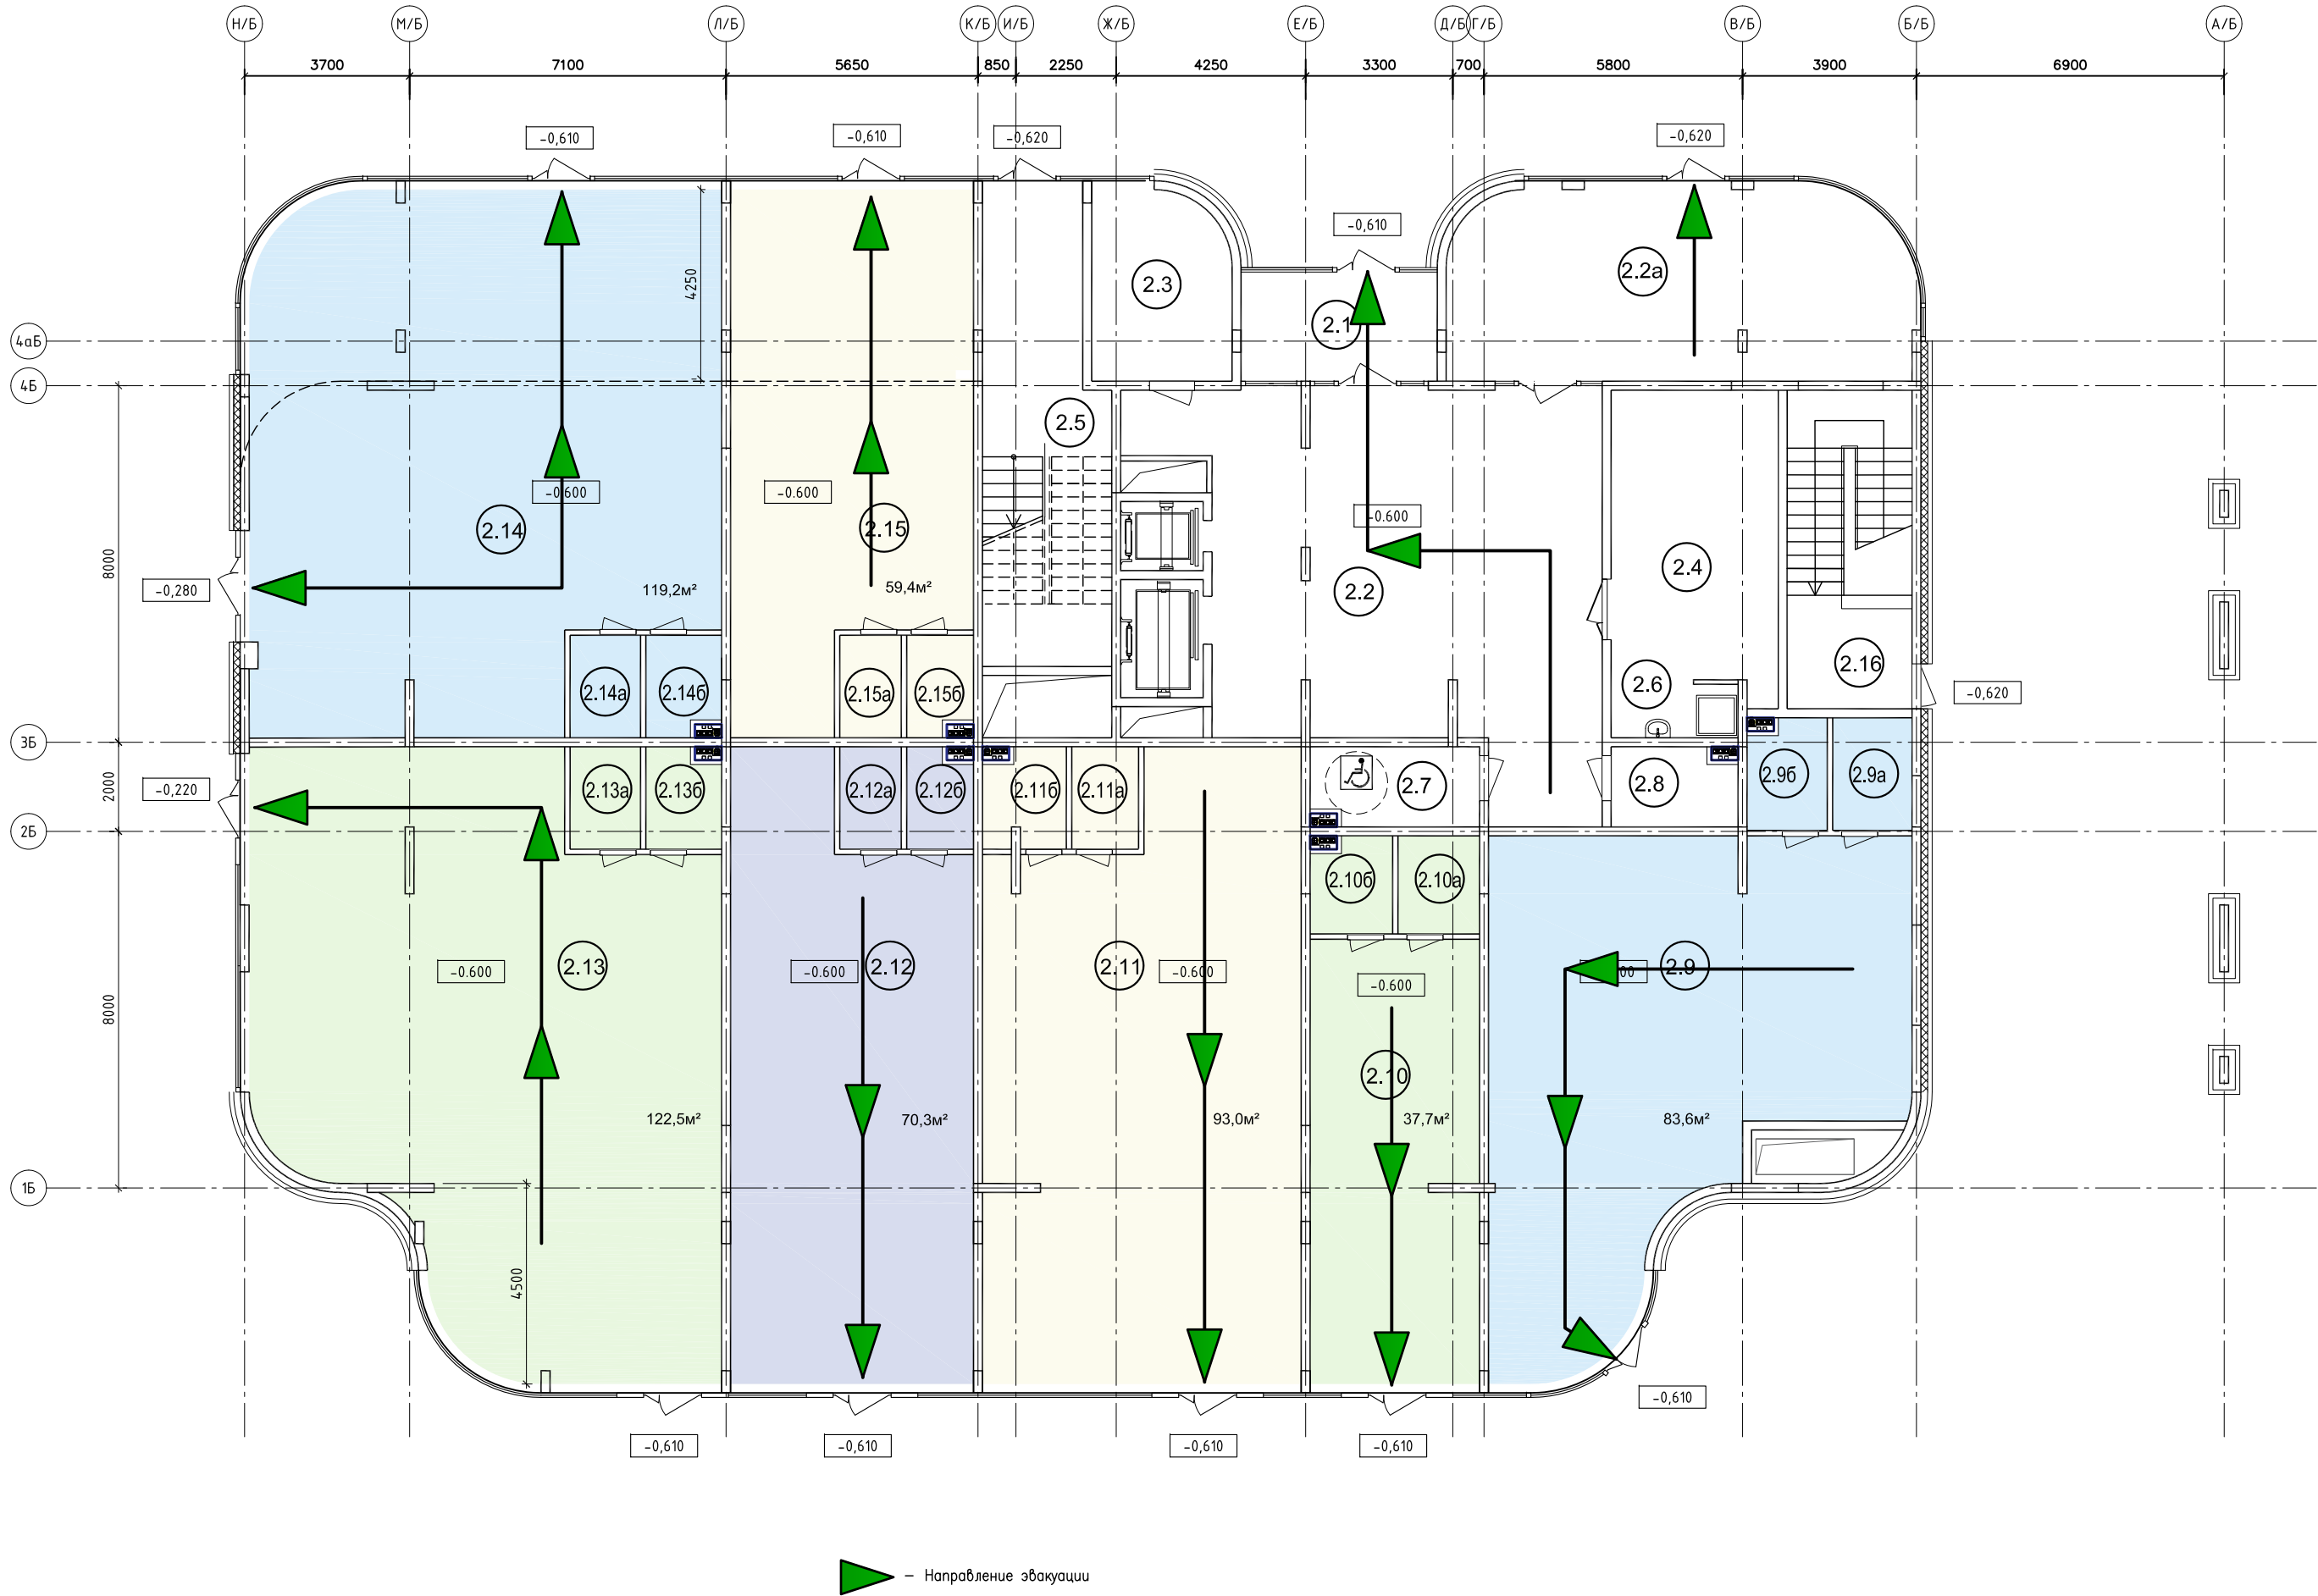 Н/Б М/Б Л/Б К/Б И/Б Ж/Б Е/Б Д/Б Г/Б В/Б Б/Б А/Б
3700 7100 5650 850 2250 4250 3300 700 5800 3900 6900
-0,610 -0,610 -0,620 -0,620
-0,610
2.2а
4250 2.3
2.1
4аБ
4Б
2.5
-0.600 -0.600
-0.600
2.14 2.15
8000 2.4
-0,280 119,2м² 59,4м² 2.2
2.16
2.14а 2.14б 2.15а 2.15б 2.6 -0,620
3Б
2.9б 2.9а
2000 -0,220 2.13а 2.13б 2.12а 2.12б 2.11б 2.11а 2.7 2.8
2Б
2.10б 2.10а
2.13 2.12 2.11 2.9
-0.600 -0.600 -0.600
-0.600
8000
2.10
122,5м² 70,3м² 93,0м² 37,7м² 83,6м²
1Б
4500
-0,610
-0,610 -0,610 -0,610 -0,610
– Направление эвакуации